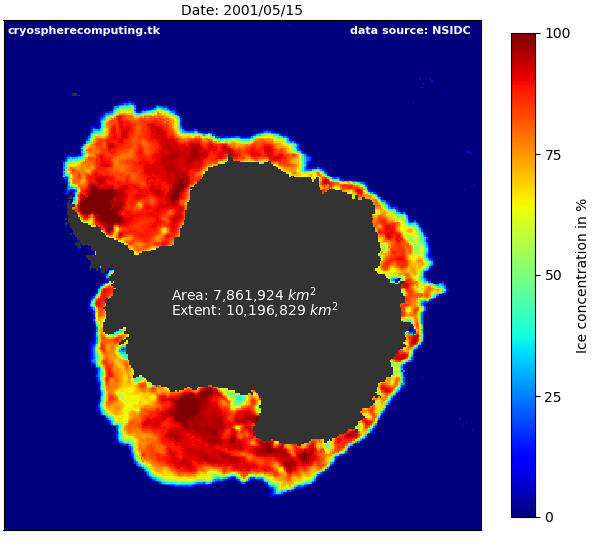 Date: 2001/05/15
cryospherecomputing.tk
data source: NSIDC
Area: 7,861,924 km²
Extent: 10,196,829 km²
100
75
50
25
0
Ice concentration in %